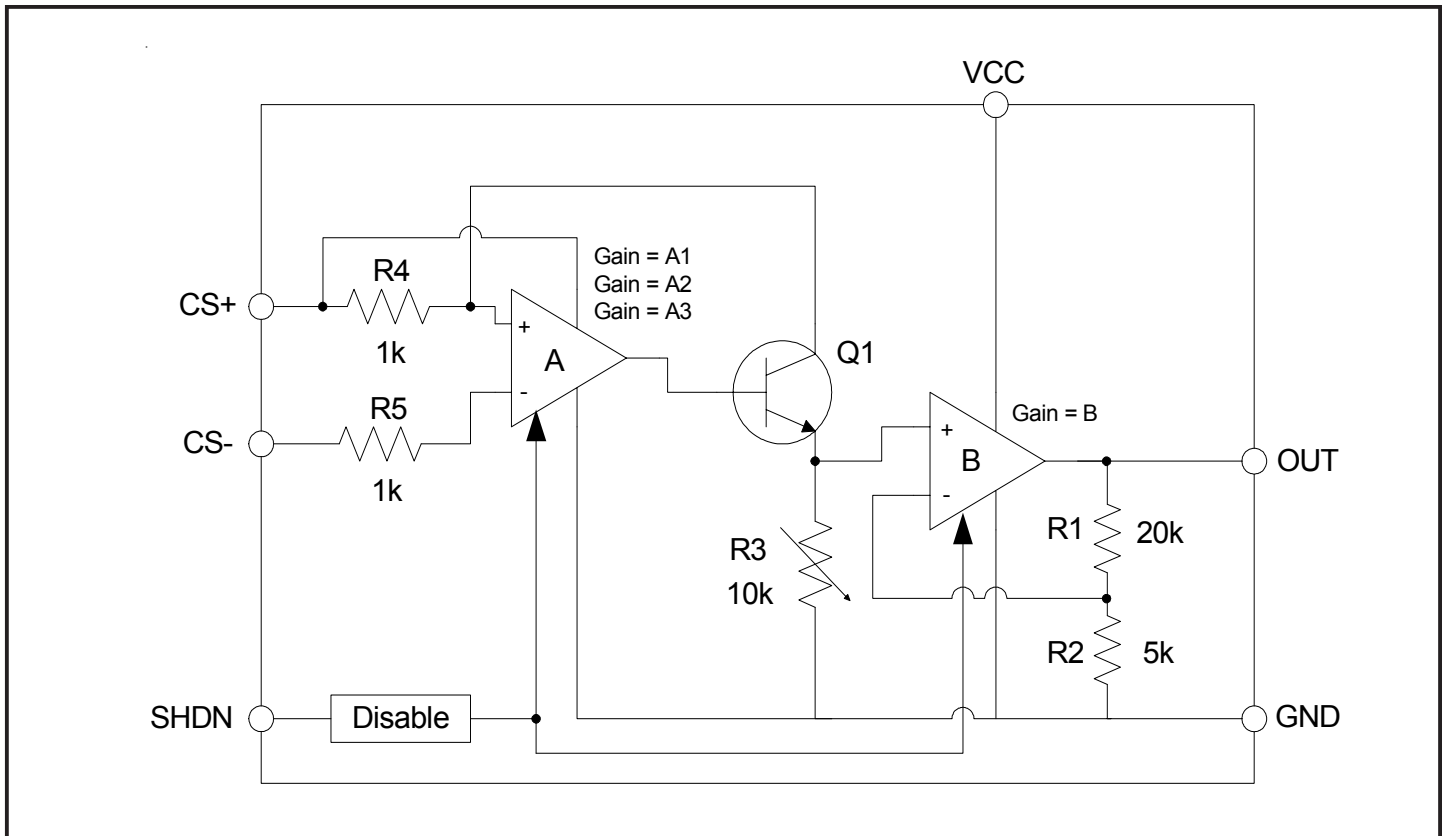 VCC
Gain = A1
Gain = A2
Gain = A3
R4
CS+
+
1k
A
Q1
R5
-
CS-
1k
Gain = B
+
B
OUT
-
R1
20k
R3
10k
R2
5k
SHDN
Disable
GND